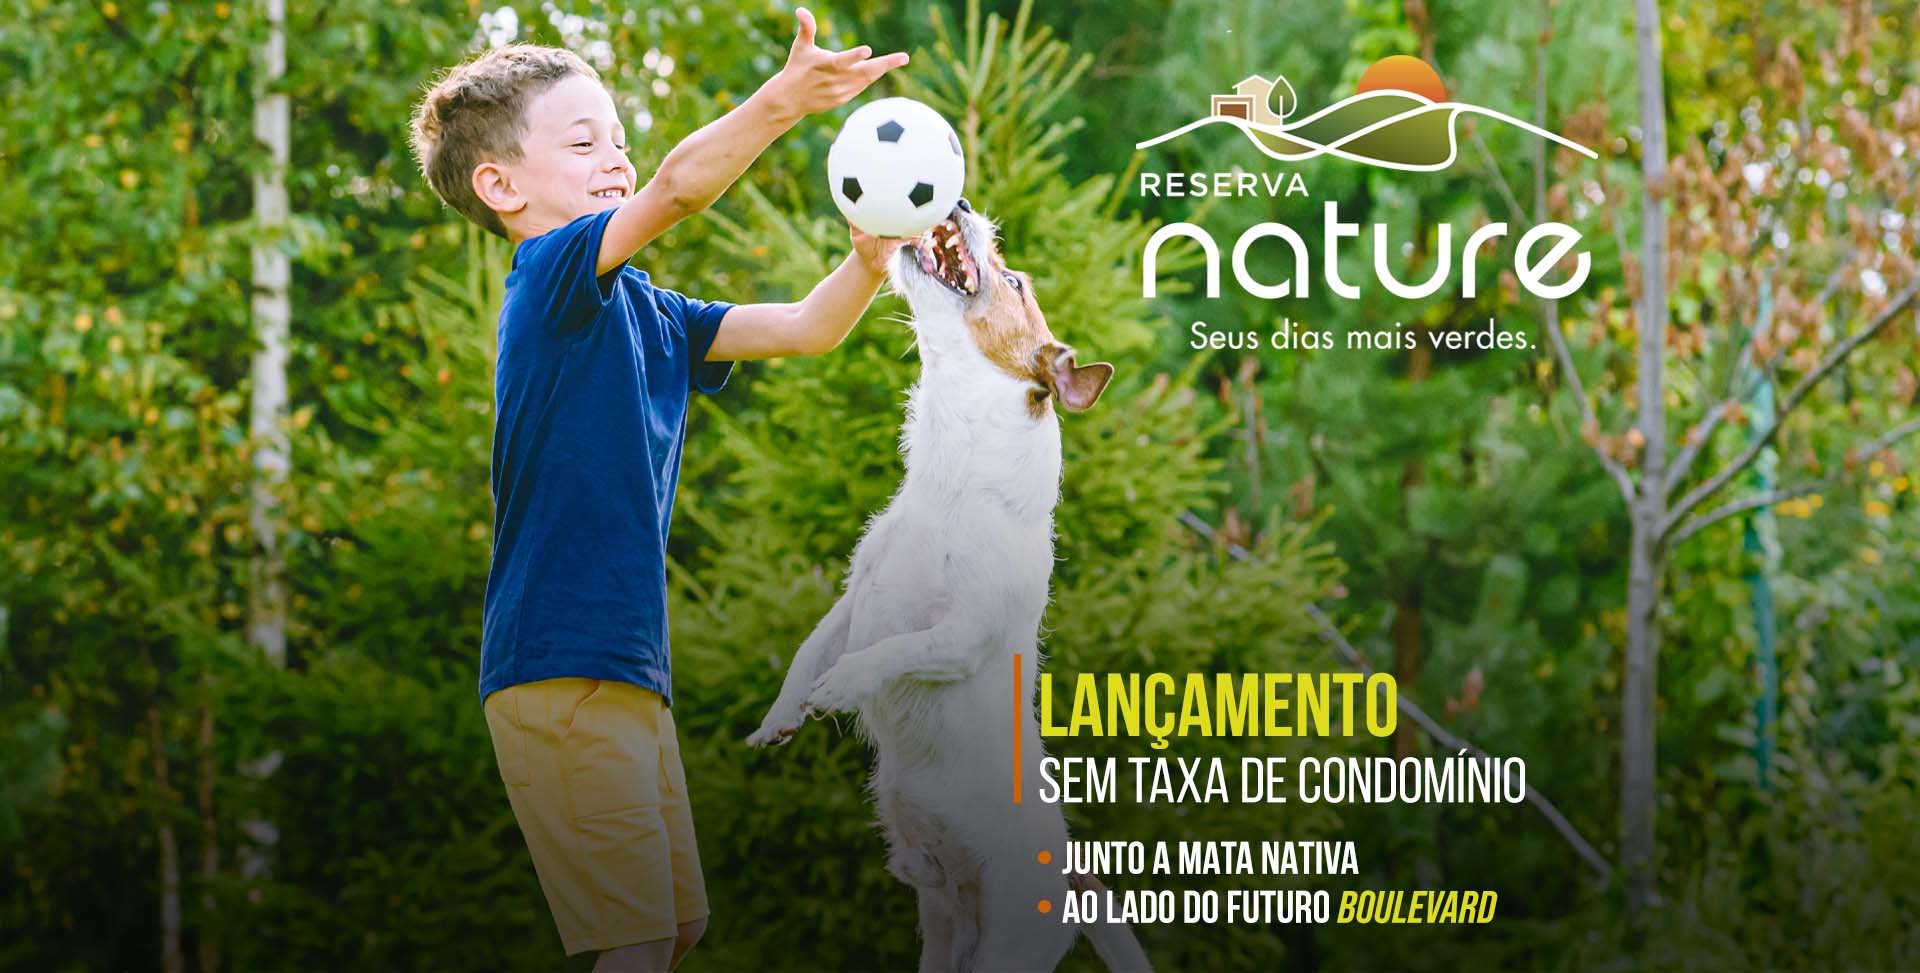 RESERVA
nature
Seus dias mais verdes.
LANÇAMENTO
SEM TAXA DE CONDOMÍNIO
• JUNTO A MATA NATIVA
• AO LADO DO FUTURO BOULEVARD